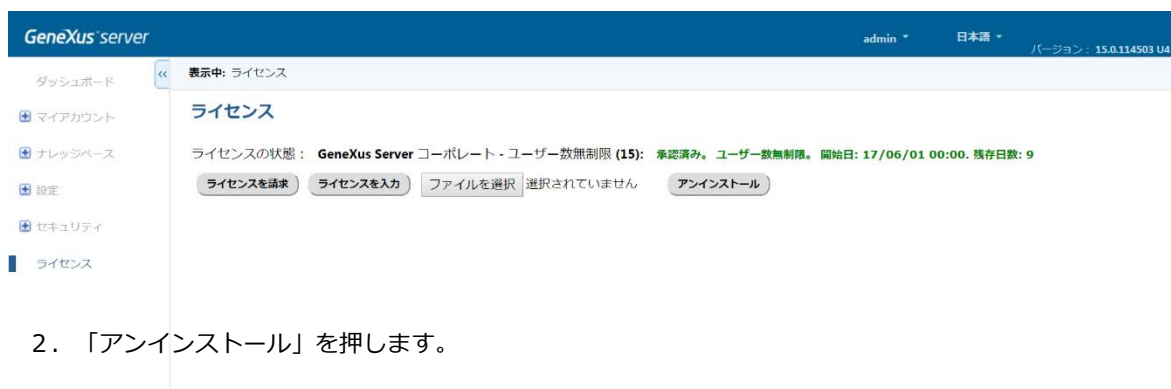 GeneXus™server
admin
日本語
バージョン： 15.0.114503 U4
ダッシュボード
表示中: ライセンス
マイアカウント
ライセンス
ナレッジベース
ライセンスの状態： GeneXus Server コーポレート - ユーザー数無制限 (15): 承認済み。 ユーザー数無制限。 開始日: 17/06/01 00:00. 残存日数: 9
設定
ライセンスを請求 ライセンスを入力 ファイルを選択 選択されていません アンインストール
セキュリティ
ライセンス
２．「アンインストール」を押します。